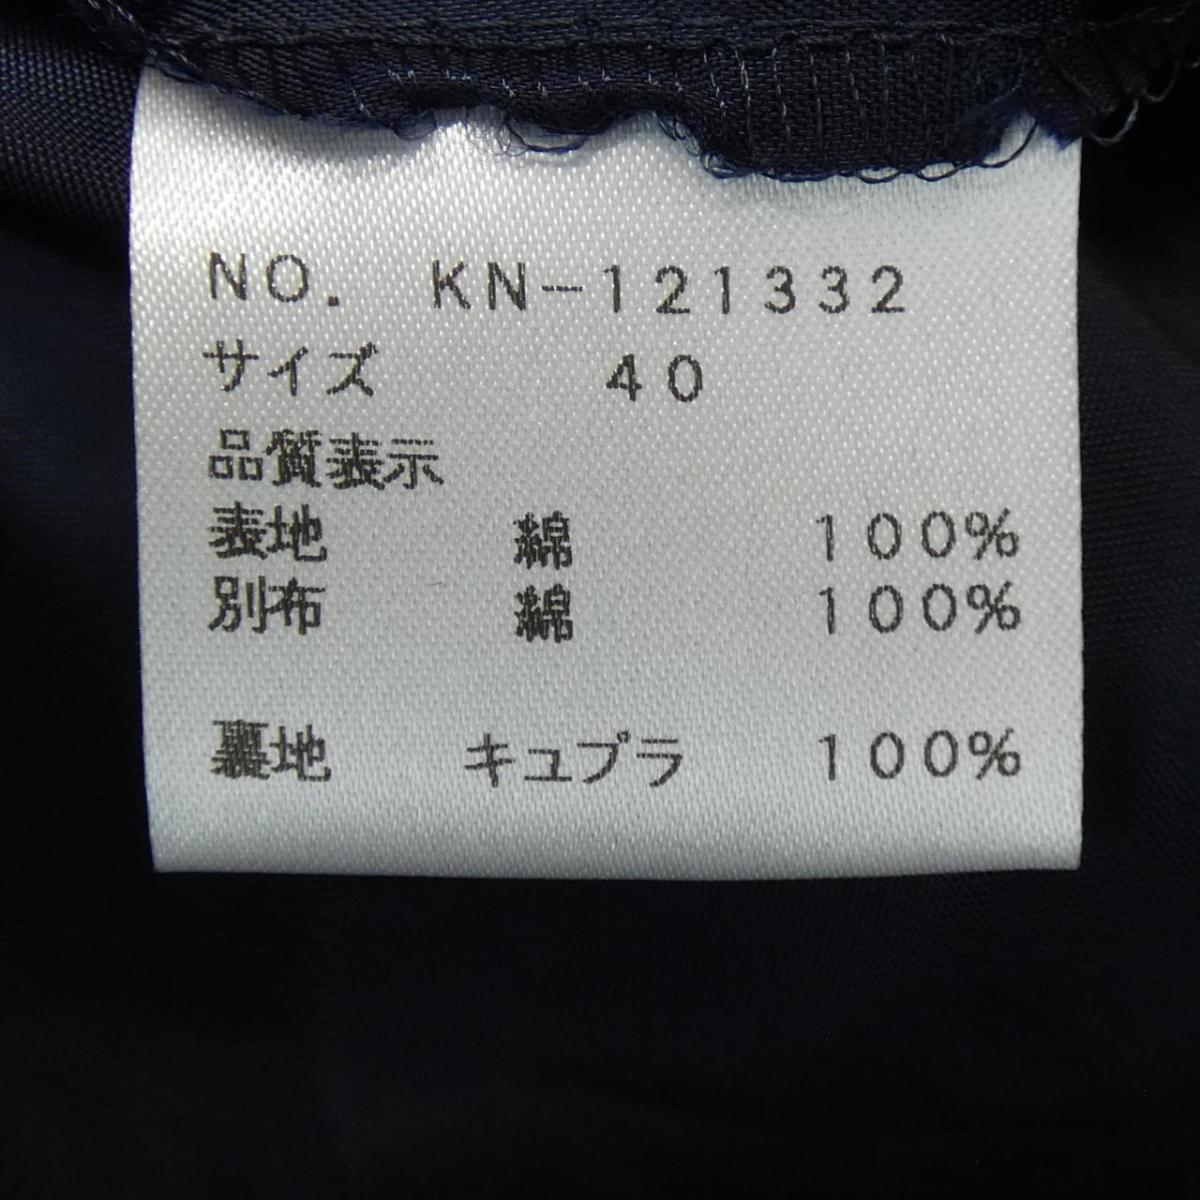 NO. KN-121332
サイズ 40
品質表示
表地 綿 100%
別布 綿 100%
裏地 キュプラ 100%